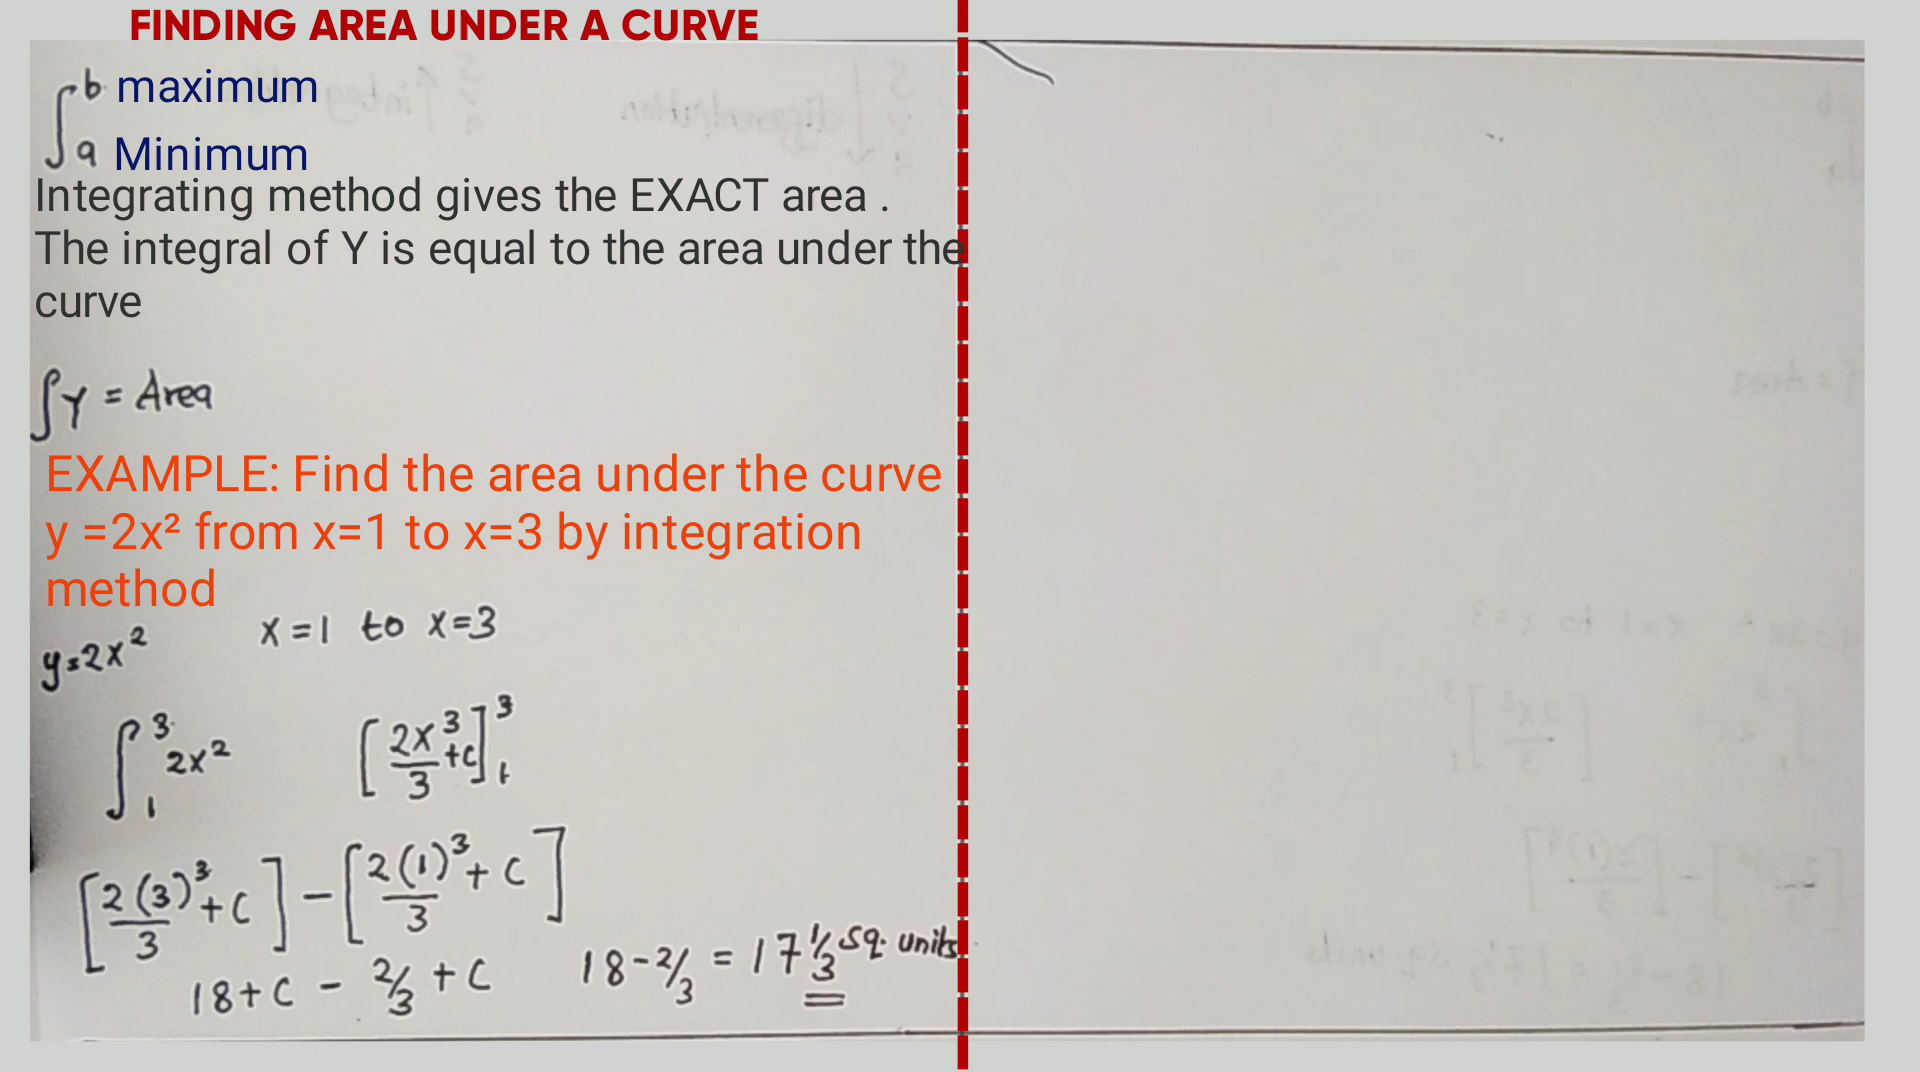 FINDING AREA UNDER A CURVE
∫ b maximum
a Minimum
Integrating method gives the EXACT area .
The integral of Y is equal to the area under the
curve
∫Y = Area
EXAMPLE: Find the area under the curve
y =2x² from x=1 to x=3 by integration
method
y=2x² x=1 to x=3
∫₁³ 2x² [2x³/3 +c]₁³
[2(3)³/3 + c] - [2(1)³/3 + c]
18+c - 2/3 + c 18-2/3 = 17 1/3 sq. units